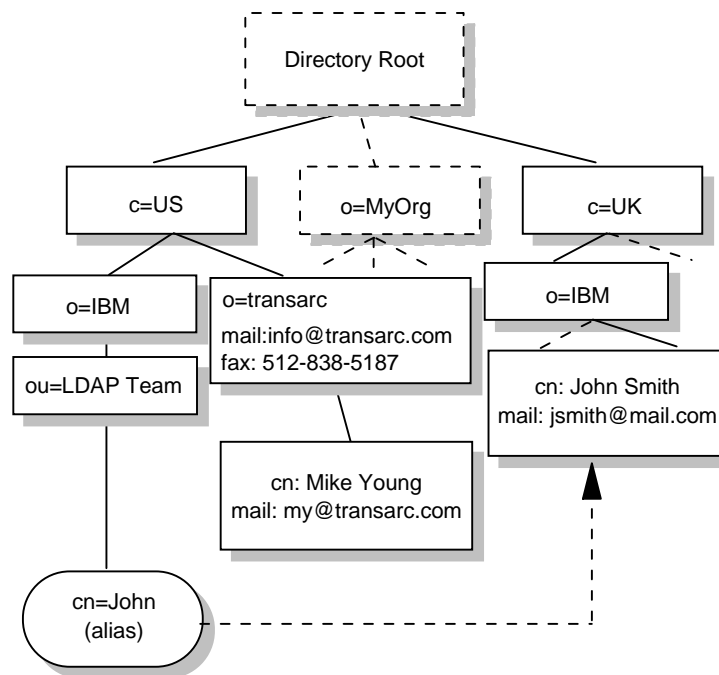 Directory Root
c=US
o=MyOrg
c=UK
o=IBM
o=transarc
mail:info@transarc.com
fax: 512-838-5187
o=IBM
ou=LDAP Team
cn: John Smith
mail: jsmith@mail.com
cn: Mike Young
mail: my@transarc.com
cn=John
(alias)